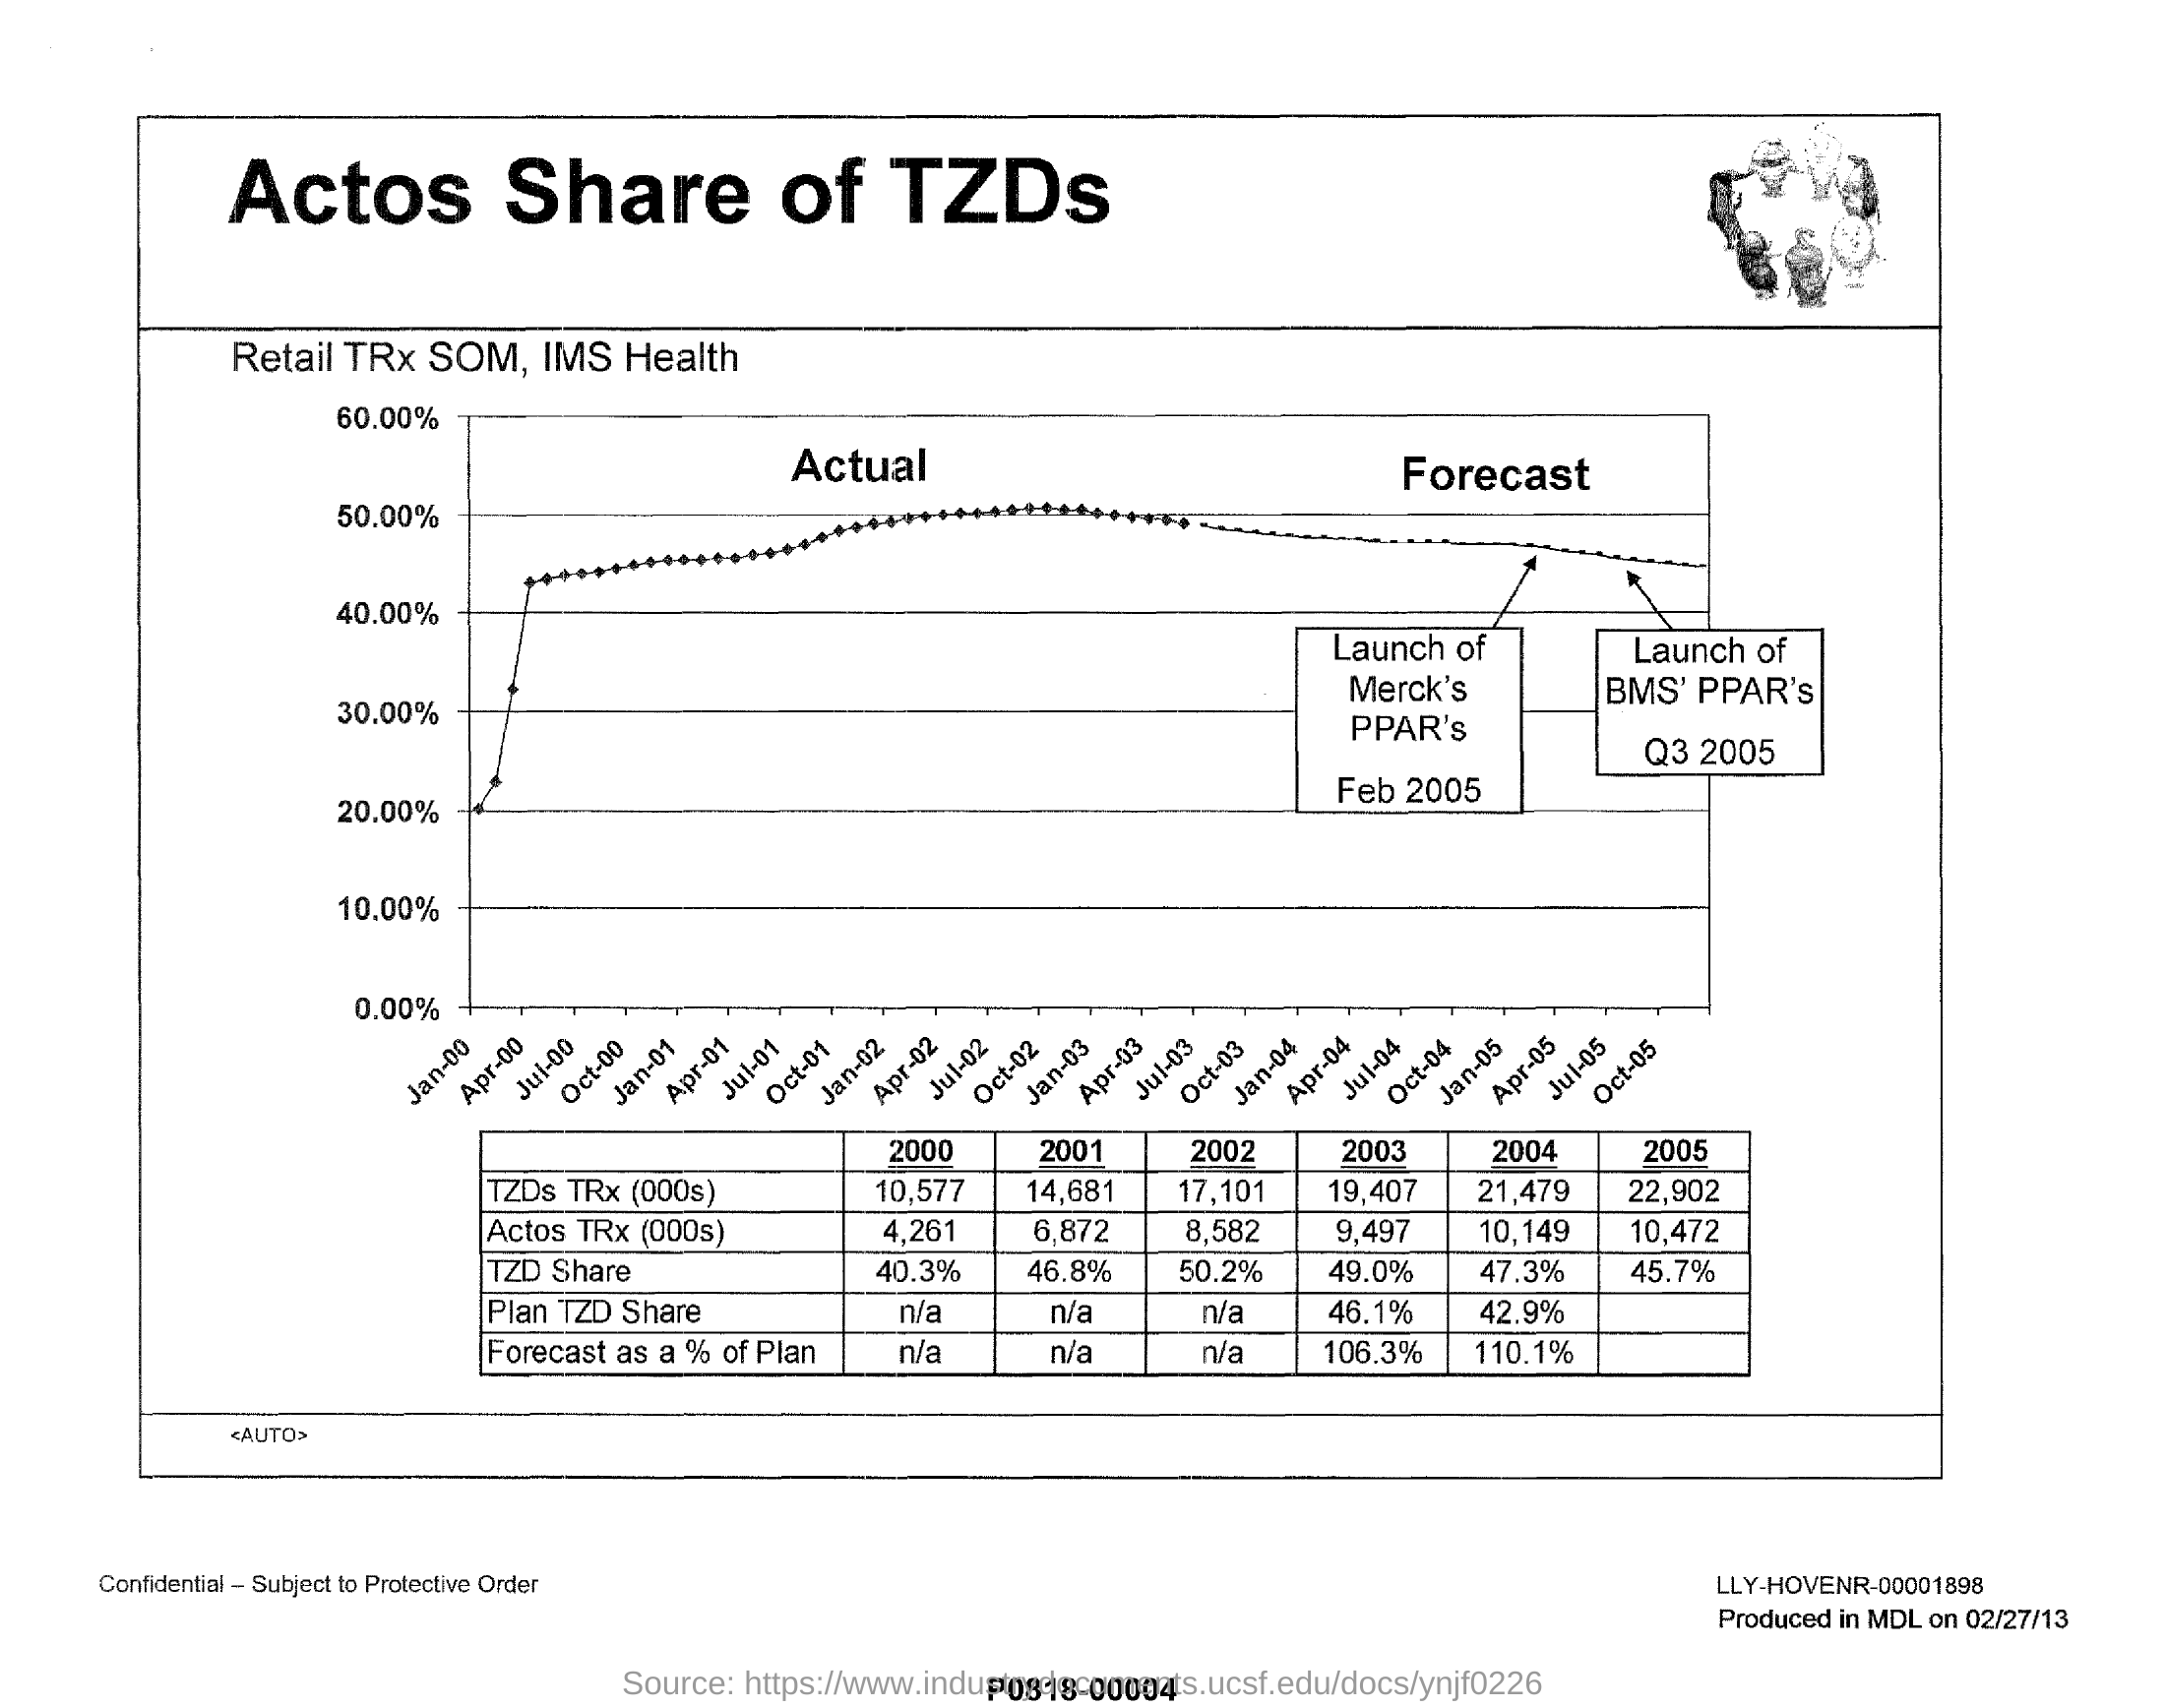 Actos Share of TZDs
Retail TRx SOM, IMS Health
60.00%
50.00%
40.00%
30.00%
20.00%
10.00%
0.00%
Actual
Forecast
Launch of
Merck's
PPAR's
Feb 2005
Launch of
BMS' PPAR's
Q3 2005
Jan-00 Apr-00 Jul-00 Oct-00 Jan-01 Apr-01 Jul-01 Oct-01 Jan-02 Apr-02 Jul-02 Oct-02 Jan-03 Apr-03 Jul-03 Oct-03 Jan-04 Apr-04 Jul-04 Oct-04 Jan-05 Apr-05 Jul-05 Oct-05
2000 2001 2002 2003 2004 2005
TZDs TRx (000s) 10,577 14,681 17,101 19,407 21,479 22,902
Actos TRx (000s) 4,261 6,872 8,582 9,497 10,149 10,472
TZD Share 40.3% 46.8% 50.2% 49.0% 47.3% 45.7%
Plan TZD Share n/a n/a n/a 46.1% 42.9%
Forecast as a % of Plan n/a n/a n/a 106.3% 110.1%
<AUTO>
Confidential – Subject to Protective Order
LLY-HOVENR-00001898
Produced in MDL on 02/27/13
P0818-00004
Source: https://www.industrydocuments.ucsf.edu/docs/ynjf0226